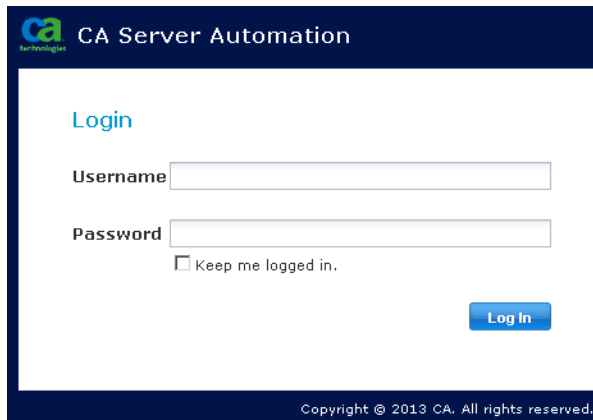 ca
technologies
CA Server Automation
Login
Username
Password
Keep me logged in.
Log In
Copyright © 2013 CA. All rights reserved.